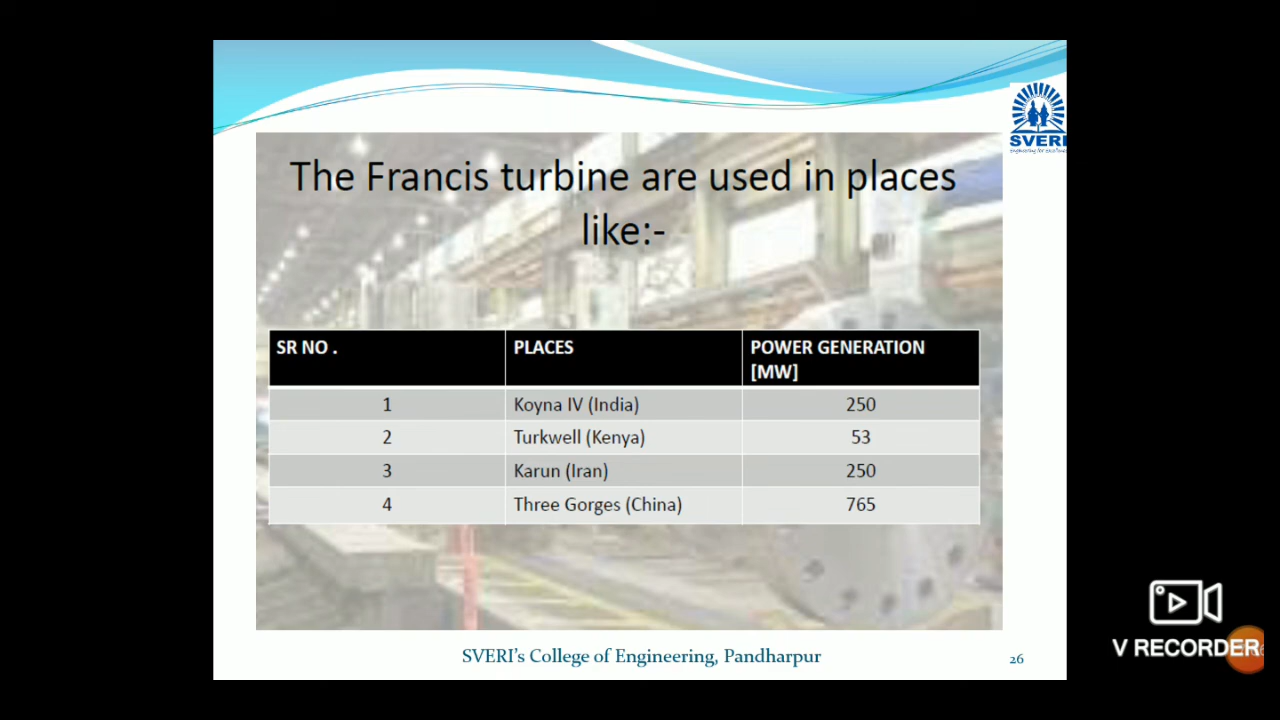 SVERI
The Francis turbine are used in places
like:-
SR NO . PLACES POWER GENERATION
[MW]
1 Koyna IV (India) 250
2 Turkwell (Kenya) 53
3 Karun (Iran) 250
4 Three Gorges (China) 765
SVERI's College of Engineering, Pandharpur
26
V RECORDER